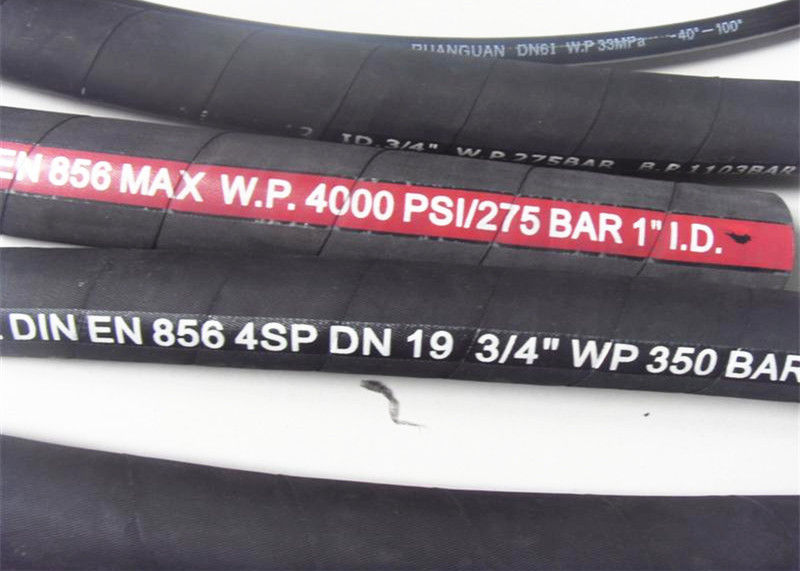 DN6I W.P 33MPa -40°-100°
I.D.3/4" W.P.275BAR B.P.1103BAR
EN 856 MAX W.P. 4000 PSI/275 BAR 1" I.D.
DIN EN 856 4SP DN 19 3/4" WP 350 BAR